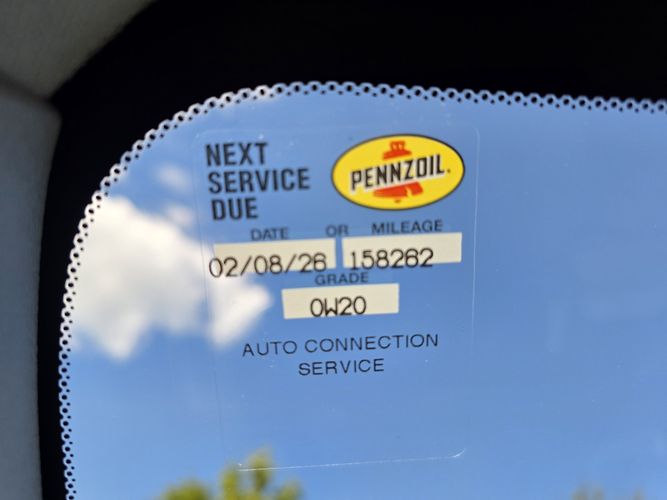 NEXT
SERVICE
DUE
PENNZOIL.
DATE OR MILEAGE
02/08/26 158262
GRADE
0W20
AUTO CONNECTION
SERVICE